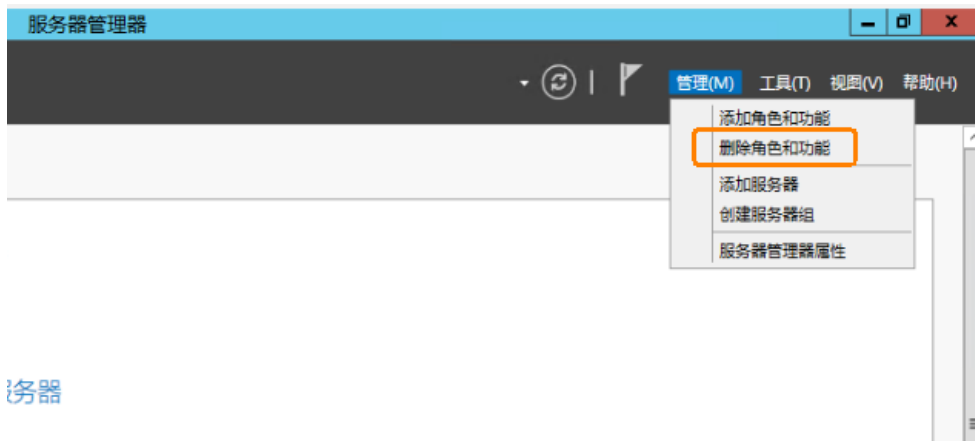 服务器管理器
管理(M) 工具(T) 视图(V) 帮助(H)
添加角色和功能
删除角色和功能
添加服务器
创建服务器组
服务器管理器属性
务器